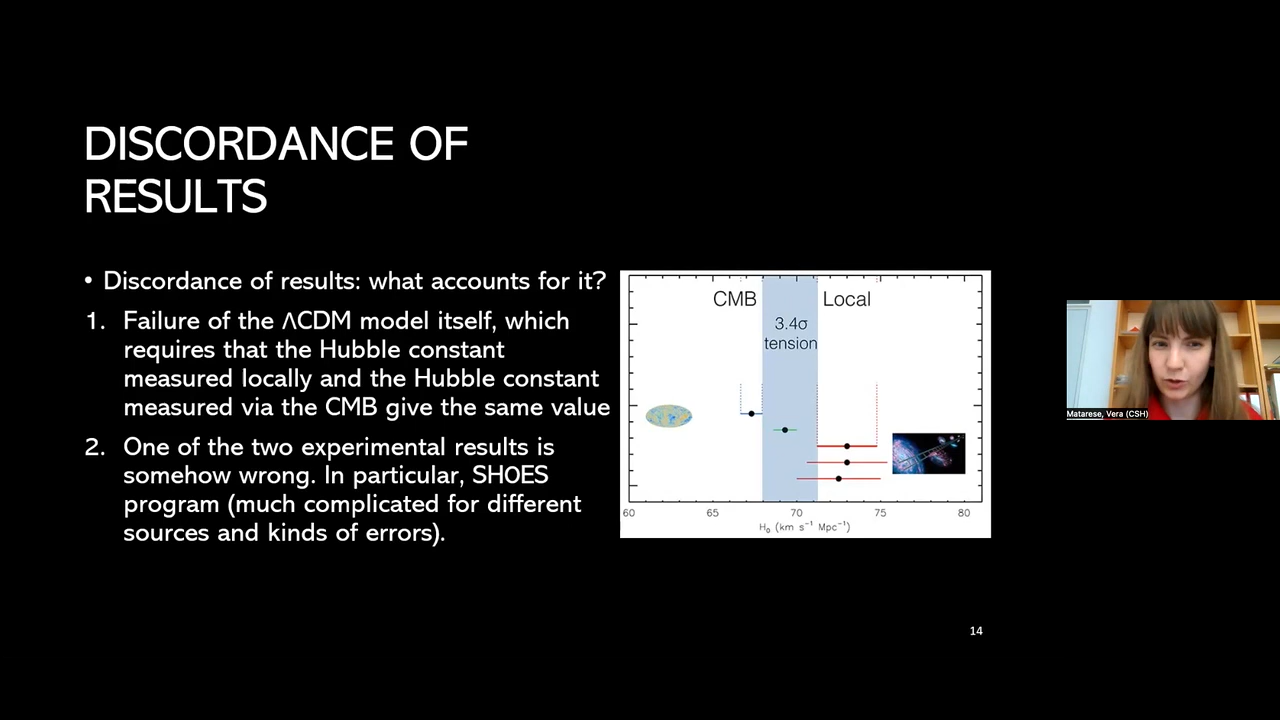 DISCORDANCE OF
RESULTS
• Discordance of results: what accounts for it?
1. Failure of the ΛCDM model itself, which
requires that the Hubble constant
measured locally and the Hubble constant
measured via the CMB give the same value
2. One of the two experimental results is
somehow wrong. In particular, SH0ES
program (much complicated for different
sources and kinds of errors).
CMB
Local
3.4σ
tension
60 65 70 75 80
H₀ (km s⁻¹ Mpc⁻¹)
Matarese, Vera (CSH)
14